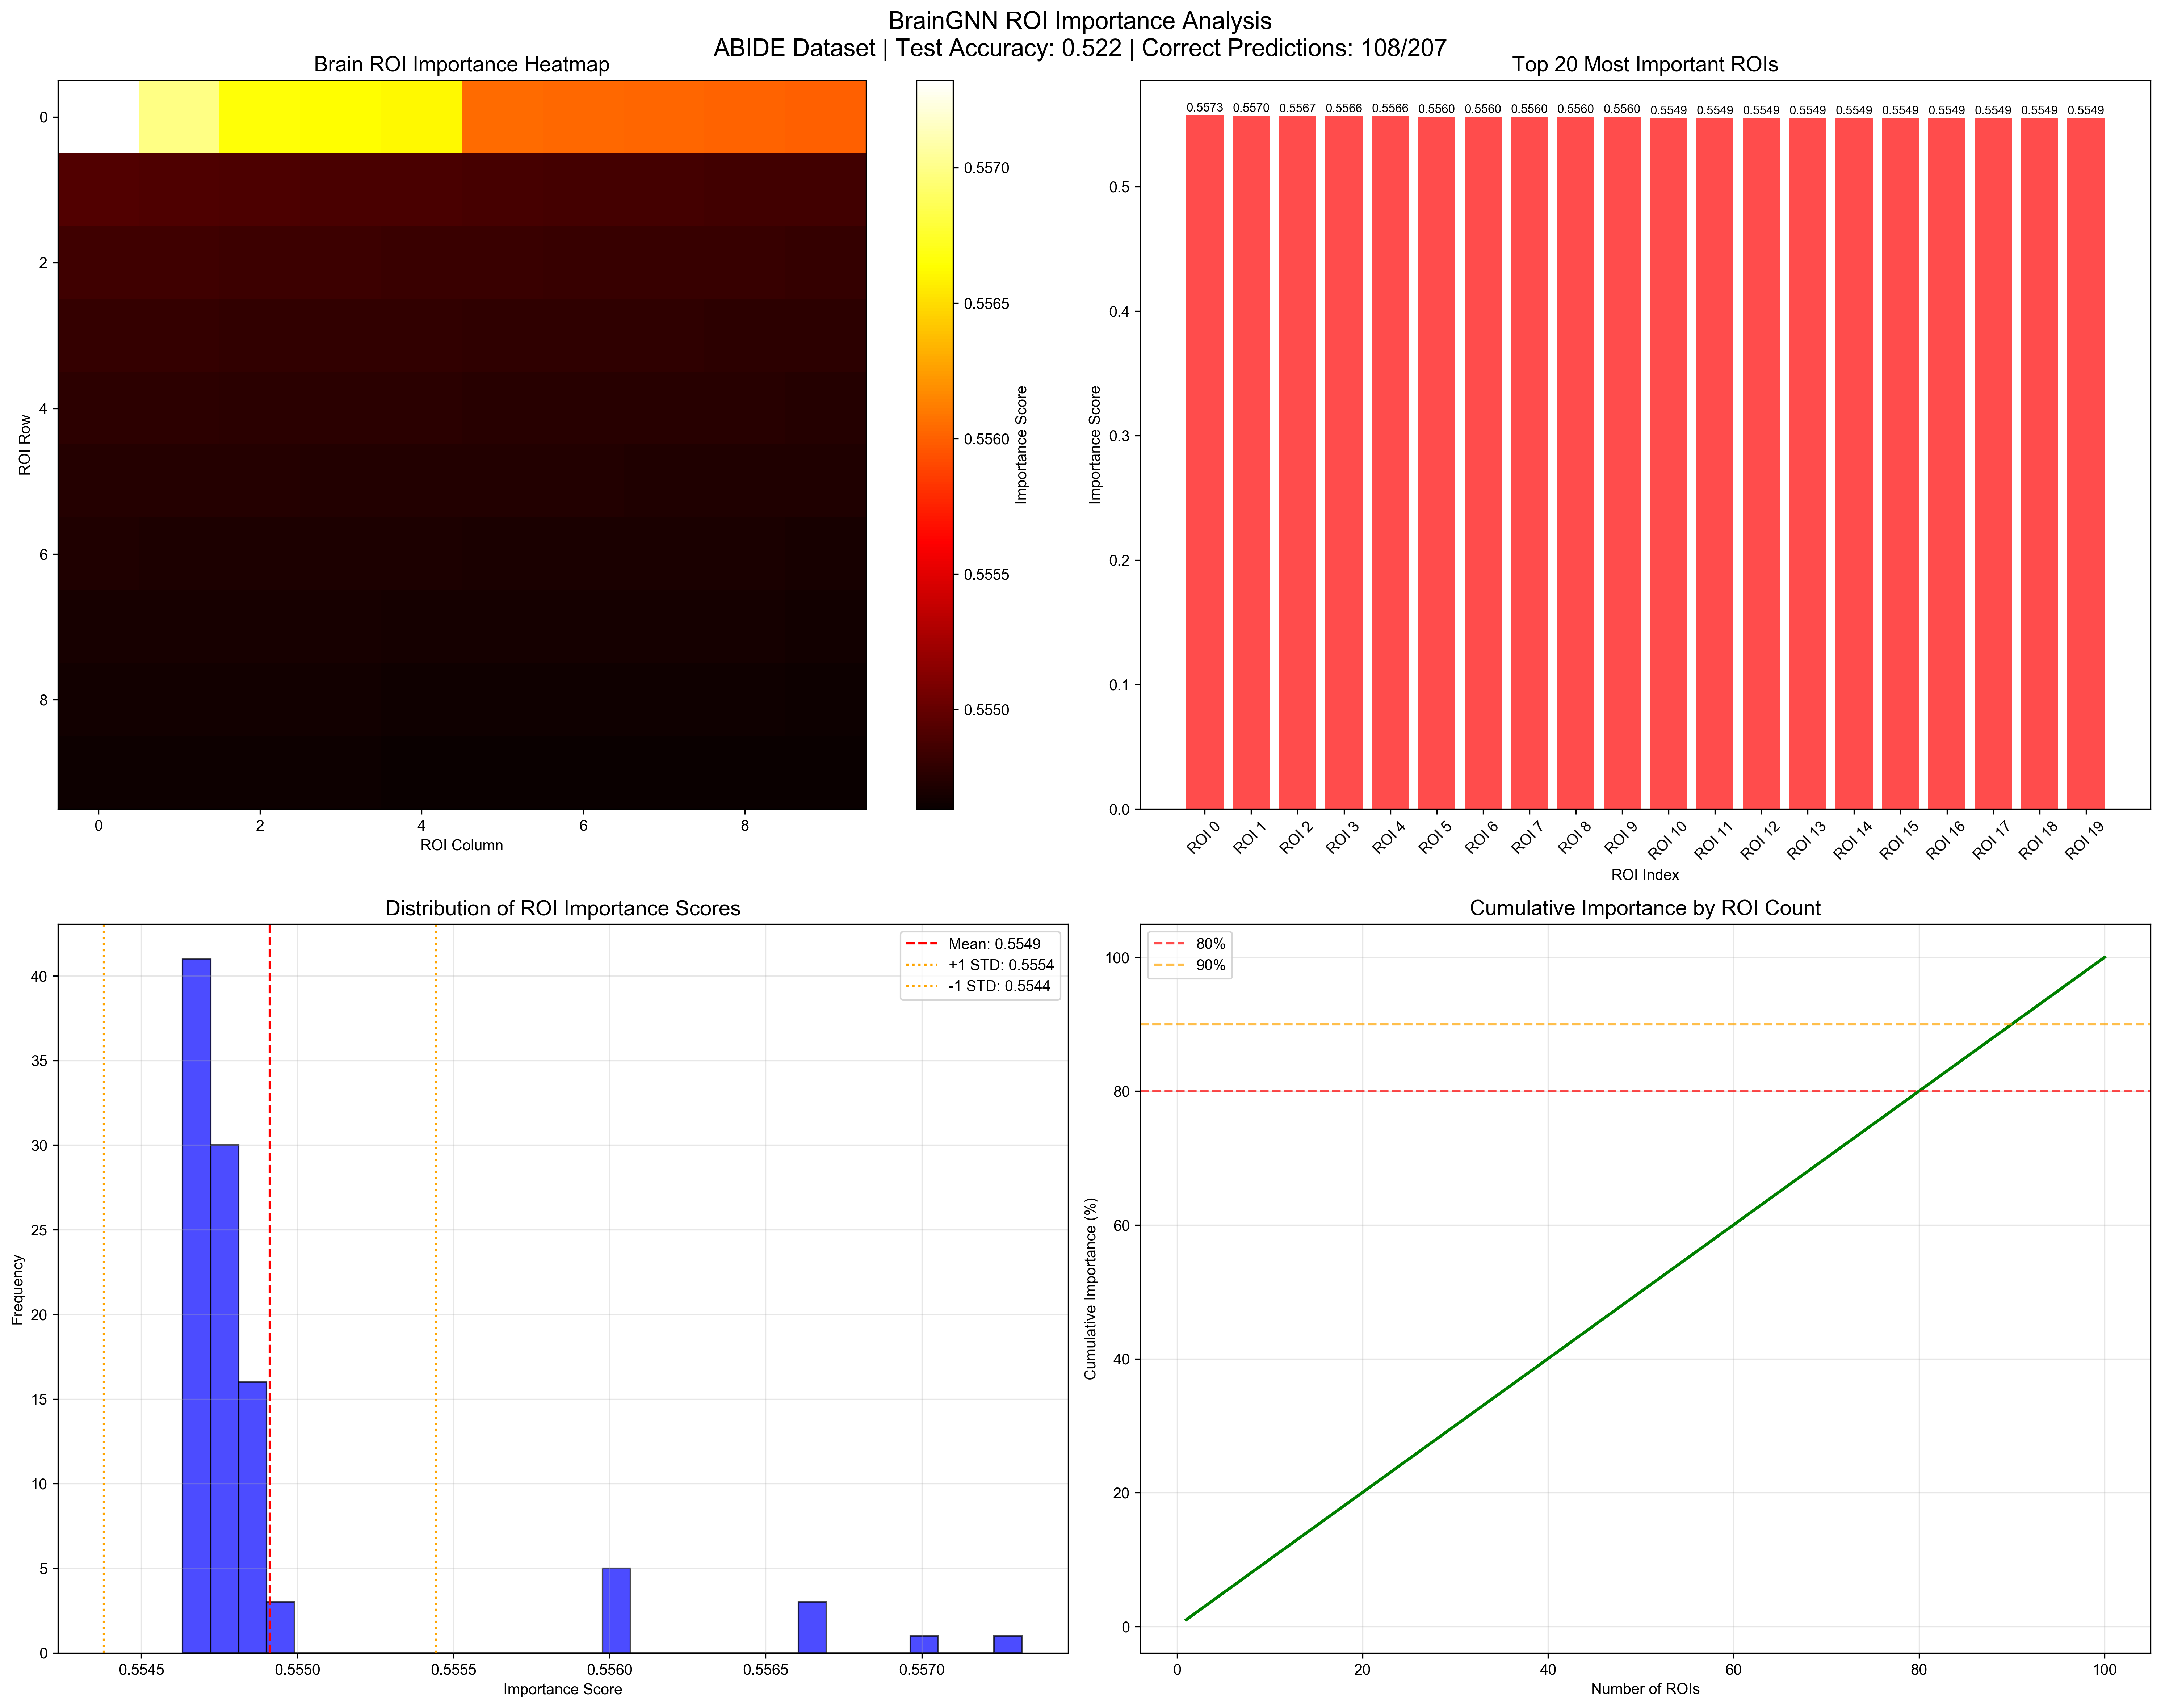 BrainGNN ROI Importance Analysis
ABIDE Dataset | Test Accuracy: 0.522 | Correct Predictions: 108/207
Brain ROI Importance Heatmap
0
2
4
6
8
ROI Row
0 2 4 6 8
ROI Column
0.5570
0.5565
0.5560
0.5555
0.5550
Importance Score
Top 20 Most Important ROIs
0.5573 0.5570 0.5567 0.5566 0.5566 0.5560 0.5560 0.5560 0.5560 0.5560 0.5549 0.5549 0.5549 0.5549 0.5549 0.5549 0.5549 0.5549 0.5549 0.5549
0.5
0.4
0.3
0.2
0.1
0.0
Importance Score
ROI 0 ROI 1 ROI 2 ROI 3 ROI 4 ROI 5 ROI 6 ROI 7 ROI 8 ROI 9 ROI 10 ROI 11 ROI 12 ROI 13 ROI 14 ROI 15 ROI 16 ROI 17 ROI 18 ROI 19
ROI Index
Distribution of ROI Importance Scores
Mean: 0.5549
+1 STD: 0.5554
-1 STD: 0.5544
40
35
30
25
20
15
10
5
0
Frequency
0.5545 0.5550 0.5555 0.5560 0.5565 0.5570
Importance Score
Cumulative Importance by ROI Count
80%
90%
100
80
60
40
20
0
Cumulative Importance (%)
0 20 40 60 80 100
Number of ROIs